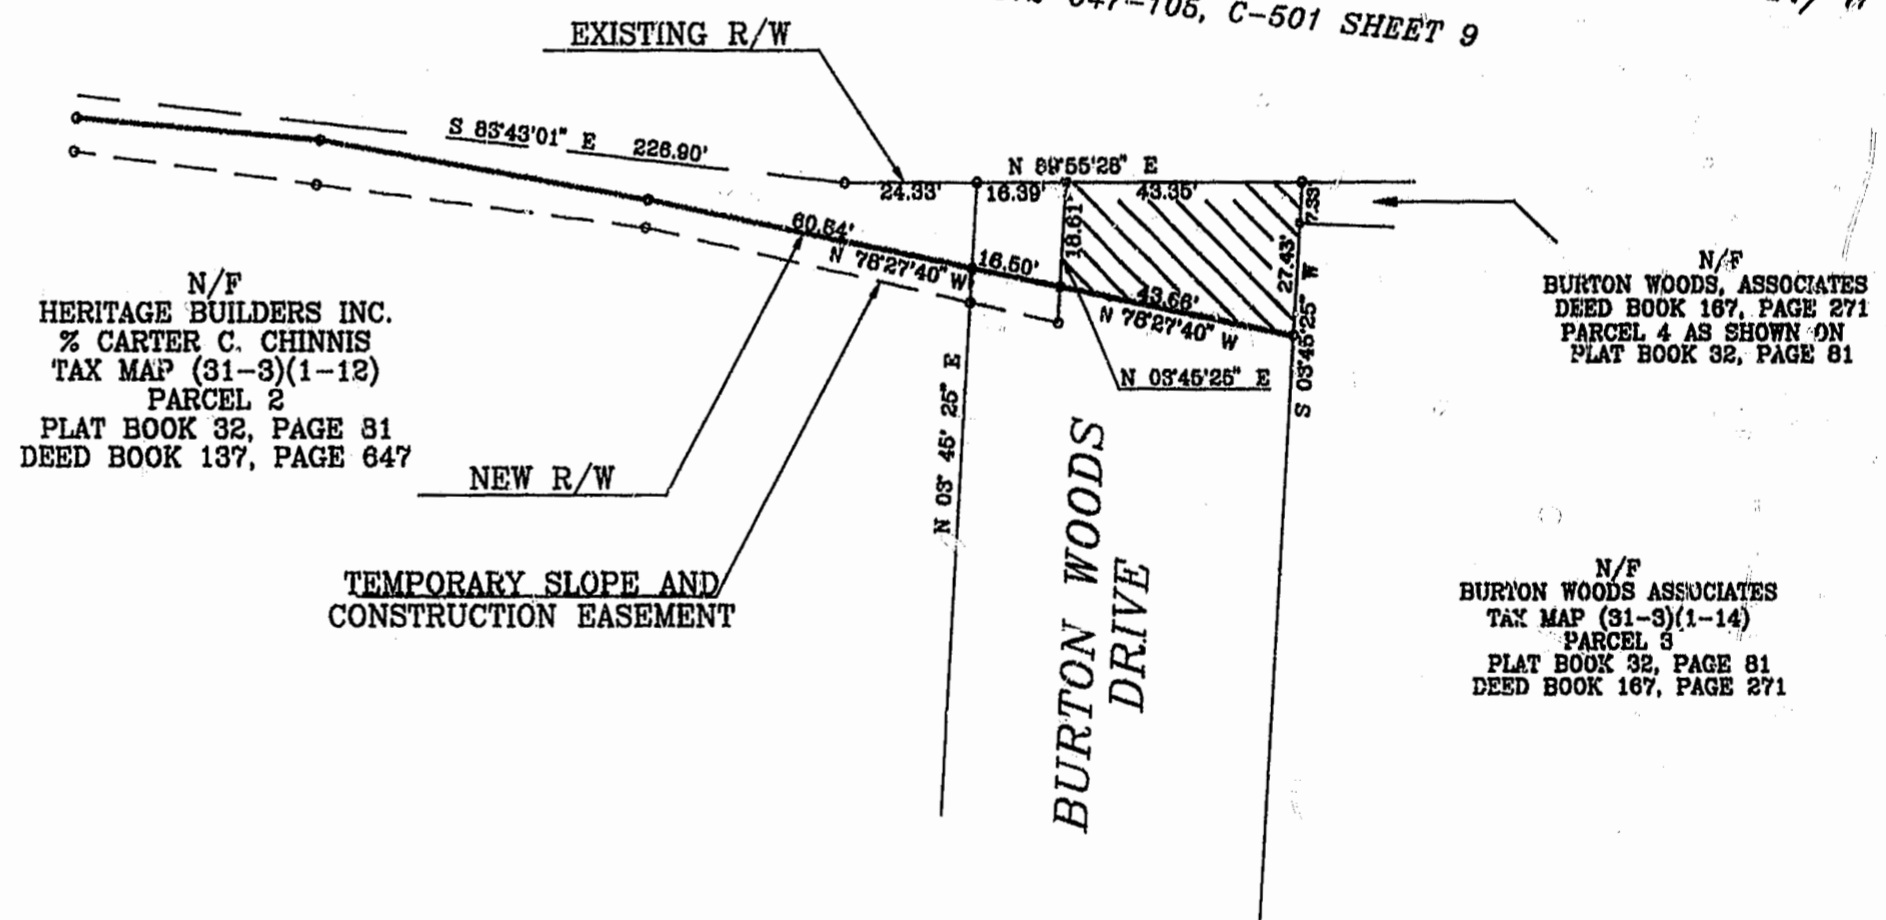 C-501 SHEET 9
EXISTING R/W
S 83°43'01" E 226.90'
N 89°55'28" E
24.33'
16.39'
43.35'
7.33'
18.61'
27.43'
60.64'
N 78°27'40" W
16.50'
43.66'
N 78°27'40" W
S 03°45'25" W
N 03°45'25" E
N 03° 45' 25" E
N/F
HERITAGE BUILDERS INC.
% CARTER C. CHINNIS
TAX MAP (31-3)(1-12)
PARCEL 2
PLAT BOOK 32, PAGE 81
DEED BOOK 137, PAGE 647
NEW R/W
TEMPORARY SLOPE AND
CONSTRUCTION EASEMENT
BURTON WOODS
DRIVE
N/F
BURTON WOODS, ASSOCIATES
DEED BOOK 167, PAGE 271
PARCEL 4 AS SHOWN ON
PLAT BOOK 32, PAGE 81
N/F
BURTON WOODS ASSOCIATES
TAX MAP (31-3)(1-14)
PARCEL 3
PLAT BOOK 32, PAGE 81
DEED BOOK 167, PAGE 271